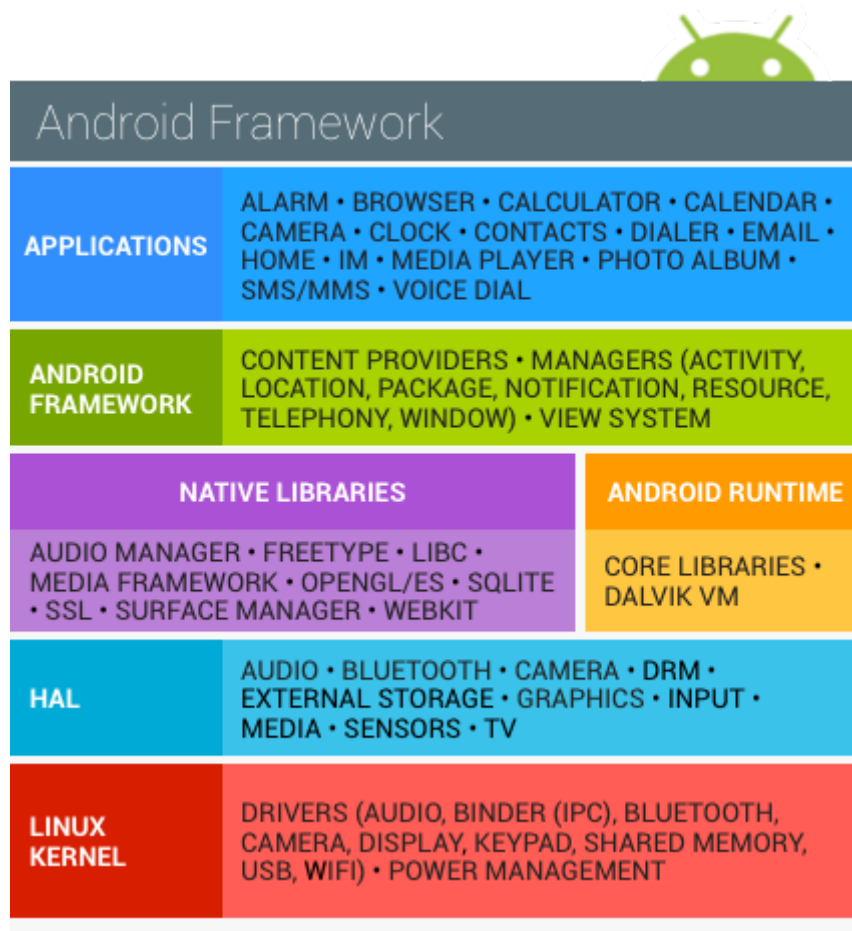 Android Framework
APPLICATIONS
ALARM • BROWSER • CALCULATOR • CALENDAR •
CAMERA • CLOCK • CONTACTS • DIALER • EMAIL •
HOME • IM • MEDIA PLAYER • PHOTO ALBUM •
SMS/MMS • VOICE DIAL
ANDROID
FRAMEWORK
CONTENT PROVIDERS • MANAGERS (ACTIVITY,
LOCATION, PACKAGE, NOTIFICATION, RESOURCE,
TELEPHONY, WINDOW) • VIEW SYSTEM
NATIVE LIBRARIES
AUDIO MANAGER • FREETYPE • LIBC •
MEDIA FRAMEWORK • OPENGL/ES • SQLITE
• SSL • SURFACE MANAGER • WEBKIT
ANDROID RUNTIME
CORE LIBRARIES •
DALVIK VM
HAL
AUDIO • BLUETOOTH • CAMERA • DRM •
EXTERNAL STORAGE • GRAPHICS • INPUT •
MEDIA • SENSORS • TV
LINUX
KERNEL
DRIVERS (AUDIO, BINDER (IPC), BLUETOOTH,
CAMERA, DISPLAY, KEYPAD, SHARED MEMORY,
USB, WIFI) • POWER MANAGEMENT